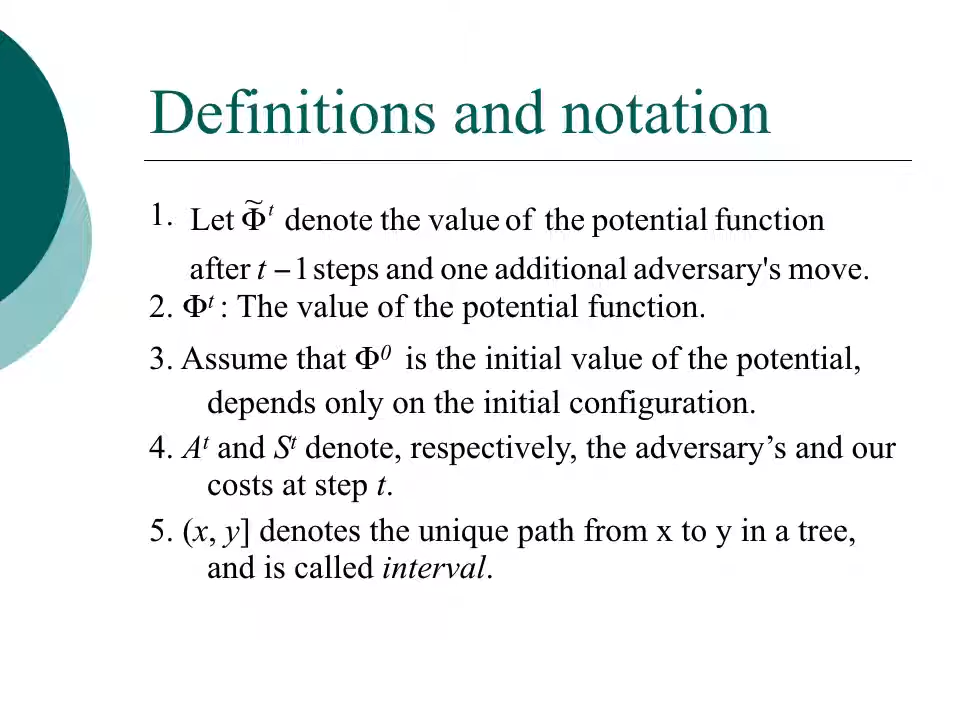 Definitions and notation
1. Let Φ̃ᵗ denote the value of the potential function
after t – 1 steps and one additional adversary's move.
2. Φᵗ : The value of the potential function.
3. Assume that Φ⁰ is the initial value of the potential,
depends only on the initial configuration.
4. Aᵗ and Sᵗ denote, respectively, the adversary’s and our
costs at step t.
5. (x, y] denotes the unique path from x to y in a tree,
and is called interval.